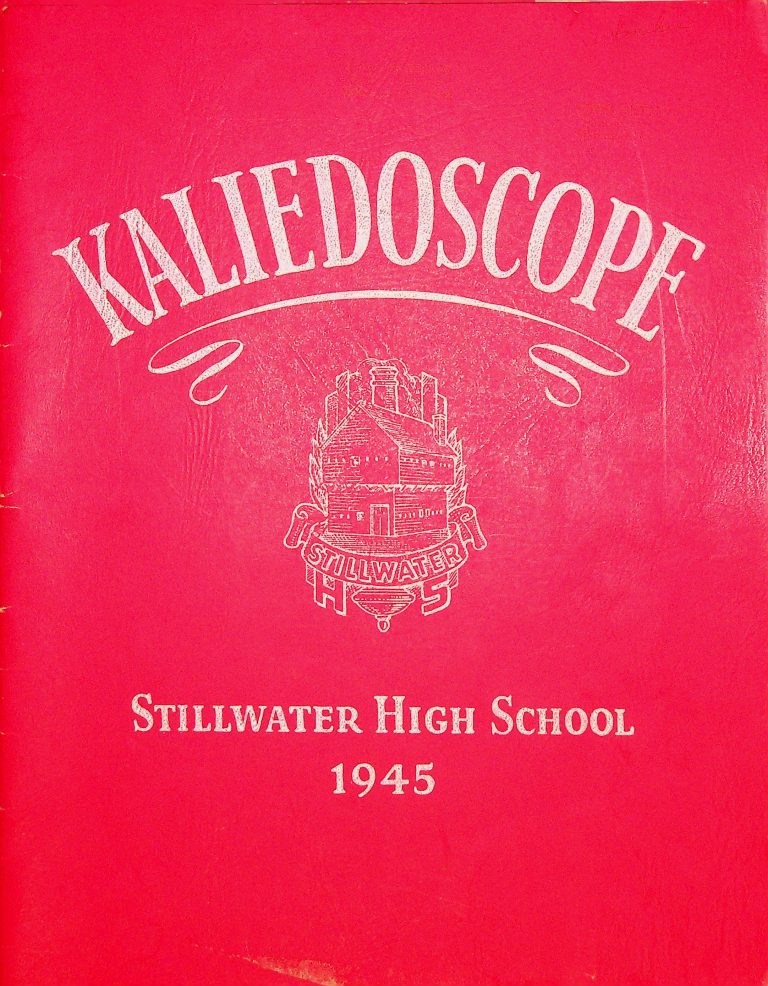 KALIEDOSCOPE
STILLWATER
H S
STILLWATER HIGH SCHOOL
1945